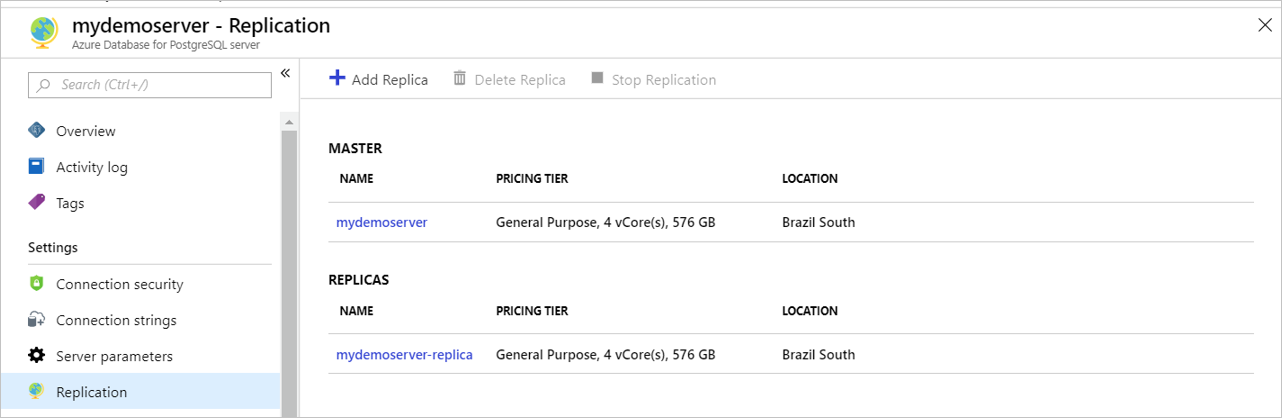 mydemoserver - Replication
Azure Database for PostgreSQL server
Search (Ctrl+/)
Overview
Activity log
Tags
Settings
Connection security
Connection strings
Server parameters
Replication
Add Replica Delete Replica Stop Replication
MASTER
NAME PRICING TIER LOCATION
mydemoserver General Purpose, 4 vCore(s), 576 GB Brazil South
REPLICAS
NAME PRICING TIER LOCATION
mydemoserver-replica General Purpose, 4 vCore(s), 576 GB Brazil South